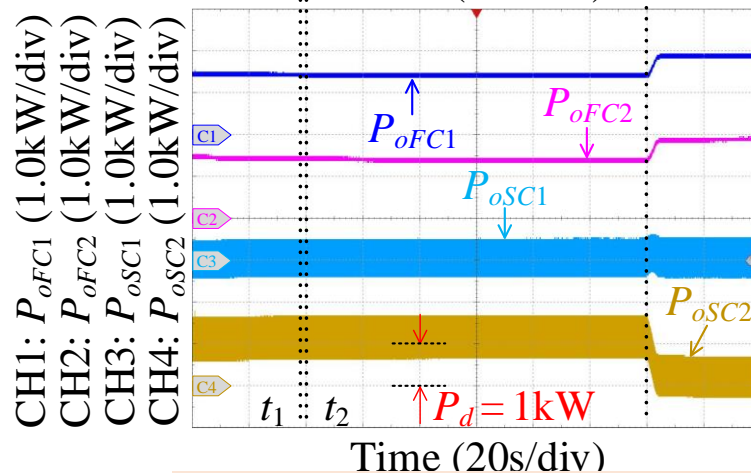 CH1: PoFC1 (1.0kW/div)
CH2: PoFC2 (1.0kW/div)
CH3: PoSC1 (1.0kW/div)
CH4: PoSC2 (1.0kW/div)
C1
PoFC1
PoFC2
C2
PoSC1
C3
PoSC2
C4
t1
t2
Pd = 1kW
Time (20s/div)